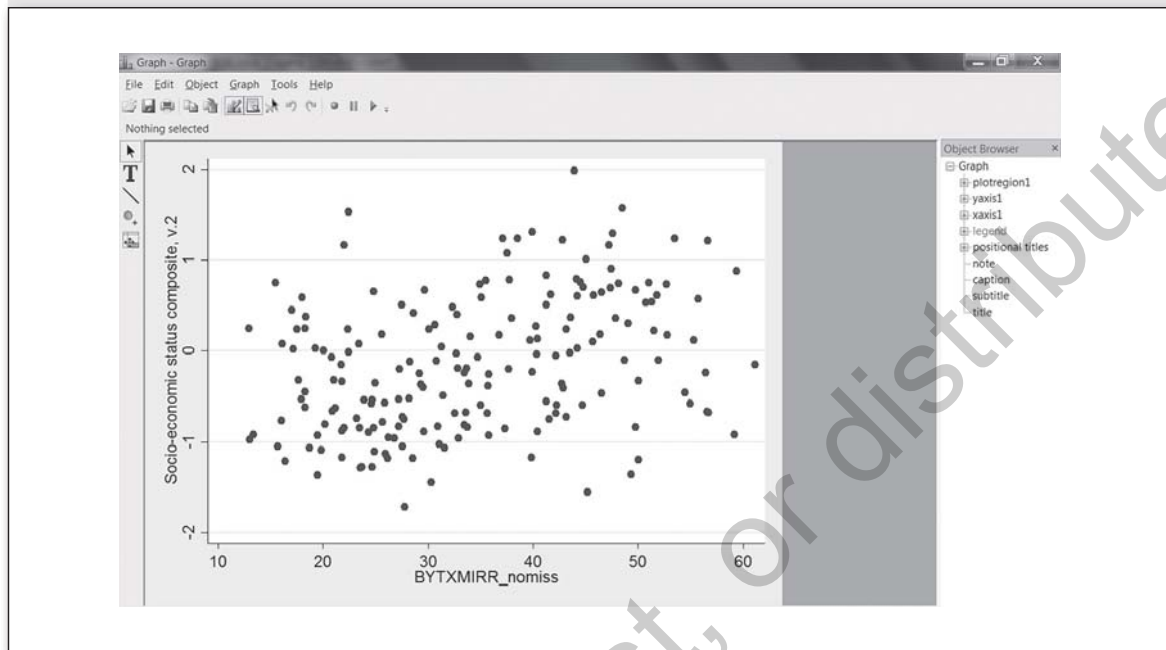 Graph - Graph
File Edit Object Graph Tools Help
Nothing selected
T
Object Browser
Graph
plotregion1
yaxis1
xaxis1
legend
positional titles
note
caption
subtitle
title
Socio-economic status composite, v.2
2
1
0
-1
-2
10 20 30 40 50 60
BYTXMIRR_nomiss
st, or distribute